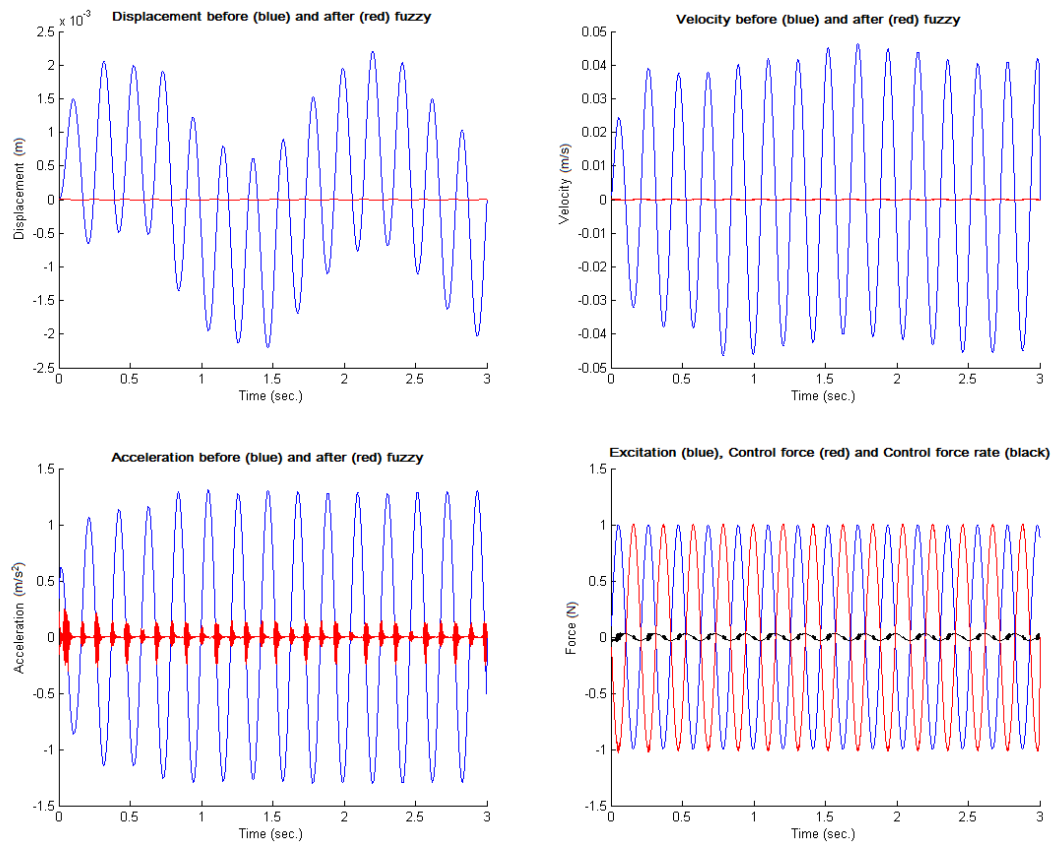 Displacement before (blue) and after (red) fuzzy
x 10⁻³
2.5
2
1.5
1
0.5
0
-0.5
-1
-1.5
-2
-2.5
Displacement (m)
0 0.5 1 1.5 2 2.5 3
Time (sec.)
Velocity before (blue) and after (red) fuzzy
0.05
0.04
0.03
0.02
0.01
0
-0.01
-0.02
-0.03
-0.04
-0.05
Velocity (m/s)
0 0.5 1 1.5 2 2.5 3
Time (sec.)
Acceleration before (blue) and after (red) fuzzy
1.5
1
0.5
0
-0.5
-1
-1.5
Acceleration (m/s²)
0 0.5 1 1.5 2 2.5 3
Time (sec.)
Excitation (blue), Control force (red) and Control force rate (black)
1.5
1
0.5
0
-0.5
-1
-1.5
Force (N)
0 0.5 1 1.5 2 2.5 3
Time (sec.)